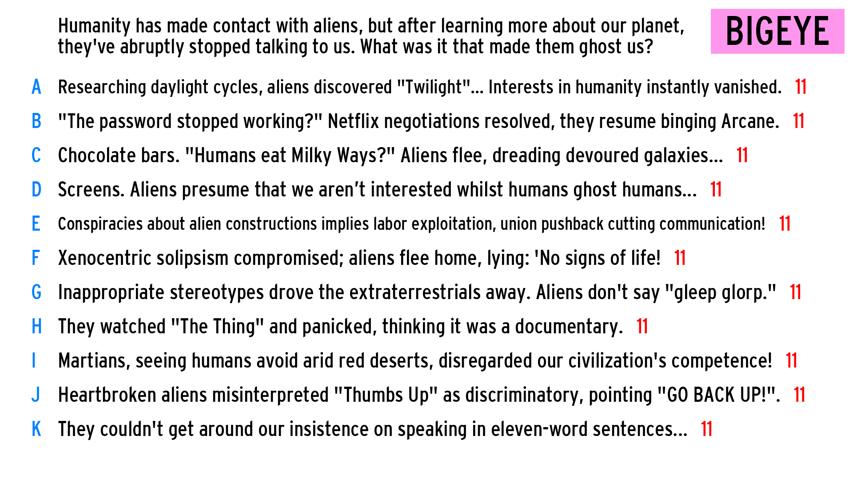 Humanity has made contact with aliens, but after learning more about our planet,
they've abruptly stopped talking to us. What was it that made them ghost us?
BIGEYE
A Researching daylight cycles, aliens discovered "Twilight"... Interests in humanity instantly vanished. 11
B "The password stopped working?" Netflix negotiations resolved, they resume binging Arcane. 11
C Chocolate bars. "Humans eat Milky Ways?" Aliens flee, dreading devoured galaxies... 11
D Screens. Aliens presume that we aren’t interested whilst humans ghost humans... 11
E Conspiracies about alien constructions implies labor exploitation, union pushback cutting communication! 11
F Xenocentric solipsism compromised; aliens flee home, lying: 'No signs of life! 11
G Inappropriate stereotypes drove the extraterrestrials away. Aliens don't say "gleep glorp." 11
H They watched "The Thing" and panicked, thinking it was a documentary. 11
I Martians, seeing humans avoid arid red deserts, disregarded our civilization's competence! 11
J Heartbroken aliens misinterpreted "Thumbs Up" as discriminatory, pointing "GO BACK UP!". 11
K They couldn't get around our insistence on speaking in eleven-word sentences... 11